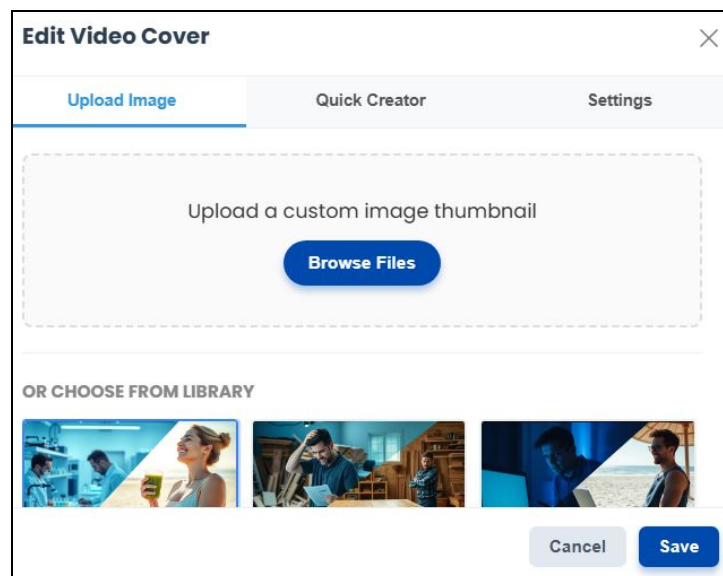 Edit Video Cover
Upload Image Quick Creator Settings
Upload a custom image thumbnail
Browse Files
OR CHOOSE FROM LIBRARY
Cancel Save